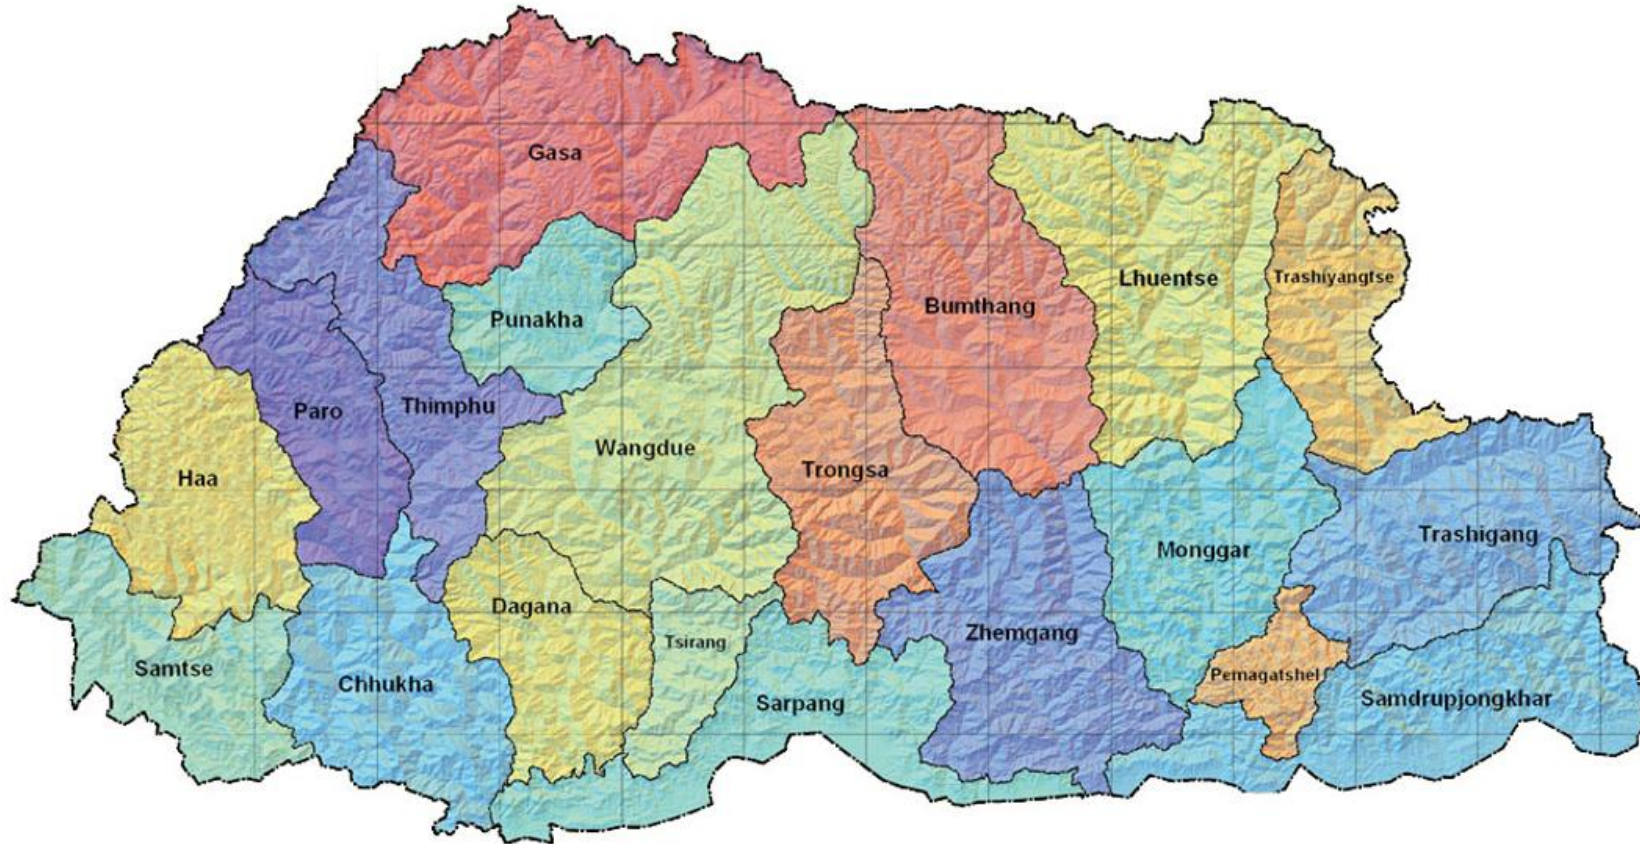 Gasa
Lhuentse
Trashiyangtse
Bumthang
Punakha
Paro
Thimphu
Wangdue
Trongsa
Haa
Trashigang
Monggar
Dagana
Zhemgang
Tsirang
Samtse
Pemagatshel
Chhukha
Sarpang
Samdrupjongkhar